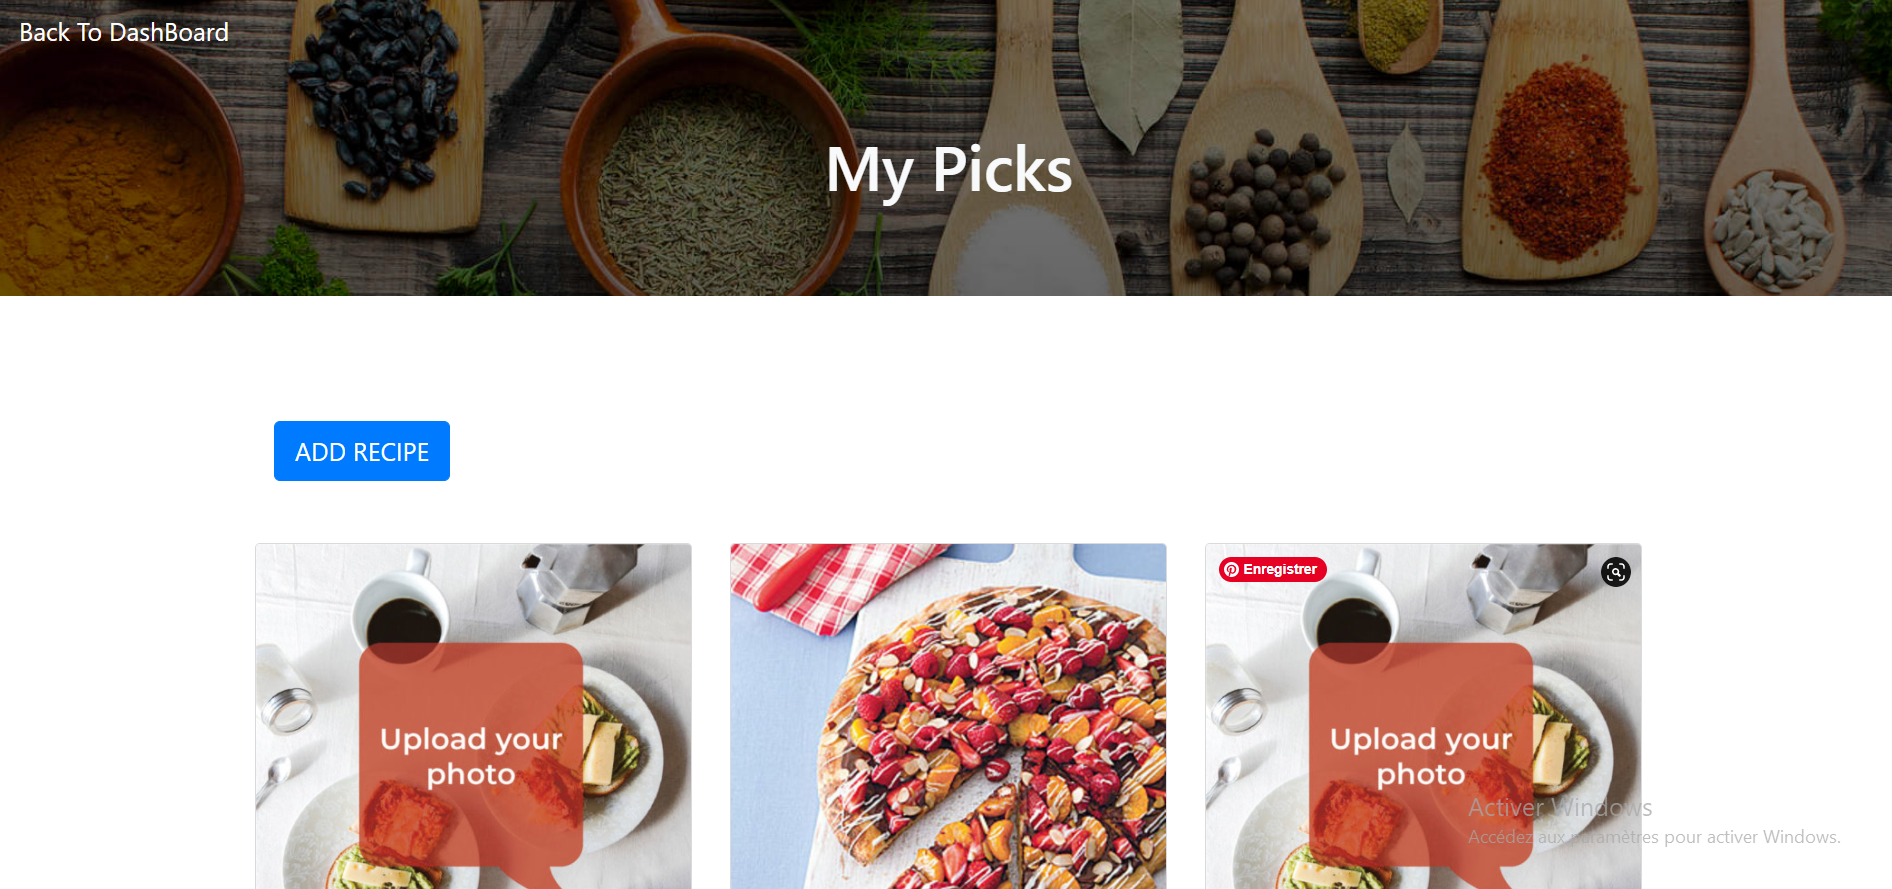 Back To DashBoard
My Picks
ADD RECIPE
Upload your
photo
Enregistrer
Upload your
photo
Activer Windows
Accédez aux paramètres pour activer Windows.